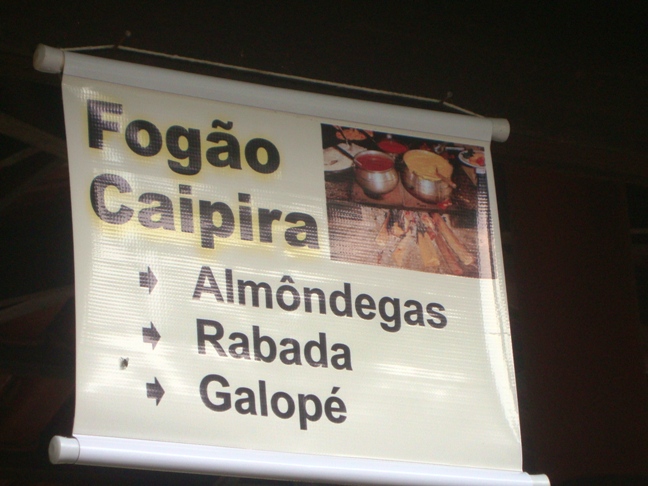 Fogão
Caipira
Almôndegas
Rabada
Galopé